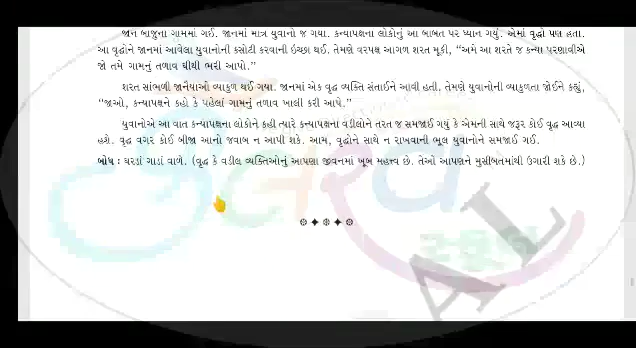 જાન બાજુના ગામમાં ગઈ. જાનમાં માત્ર યુવાનો જ ગયા. કન્યાપક્ષના લોકોનું આ બાબત પર ધ્યાન ગયું. એમાં વૃદ્ધો પણ હતા.
આ વૃદ્ધોને જાનમાં આવેલા યુવાનોની કસોટી કરવાની ઇચ્છા થઈ. તેમણે વરપક્ષ આગળ શરત મૂકી, “અમે આ શરતે જ કન્યા પરણાવીએ
જો તમે ગામનું તળાવ ઘીથી ભરી આપો.”
શરત સાંભળી જાનૈયાઓ વ્યાકુળ થઈ ગયા. જાનમાં એક વૃદ્ધ વ્યક્તિ સંતાઈને આવી હતી. તેમણે યુવાનોની વ્યાકુળતા જોઈને કહ્યું,
“જાઓ, કન્યાપક્ષને કહો કે પહેલાં ગામનું તળાવ ખાલી કરી આપે.”
યુવાનોએ આ વાત કન્યાપક્ષના લોકોને કહી ત્યારે કન્યાપક્ષના વડીલોને તરત જ સમજાઈ ગયું કે એમની સાથે જરૂર કોઈ વૃદ્ધ આવ્યા
હશે. વૃદ્ધ વગર કોઈ બીજા આનો જવાબ ન આપી શકે. આમ, વૃદ્ધોને સાથે ન રાખવાની ભૂલ યુવાનોને સમજાઈ ગઈ.
બોધ : ઘરડાં ગાડાં વાળે. (વૃદ્ધ કે વડીલ વ્યક્તિઓનું આપણા જીવનમાં ખૂબ મહત્ત્વ છે. તેઓ આપણને મુસીબતમાંથી ઉગારી શકે છે.)